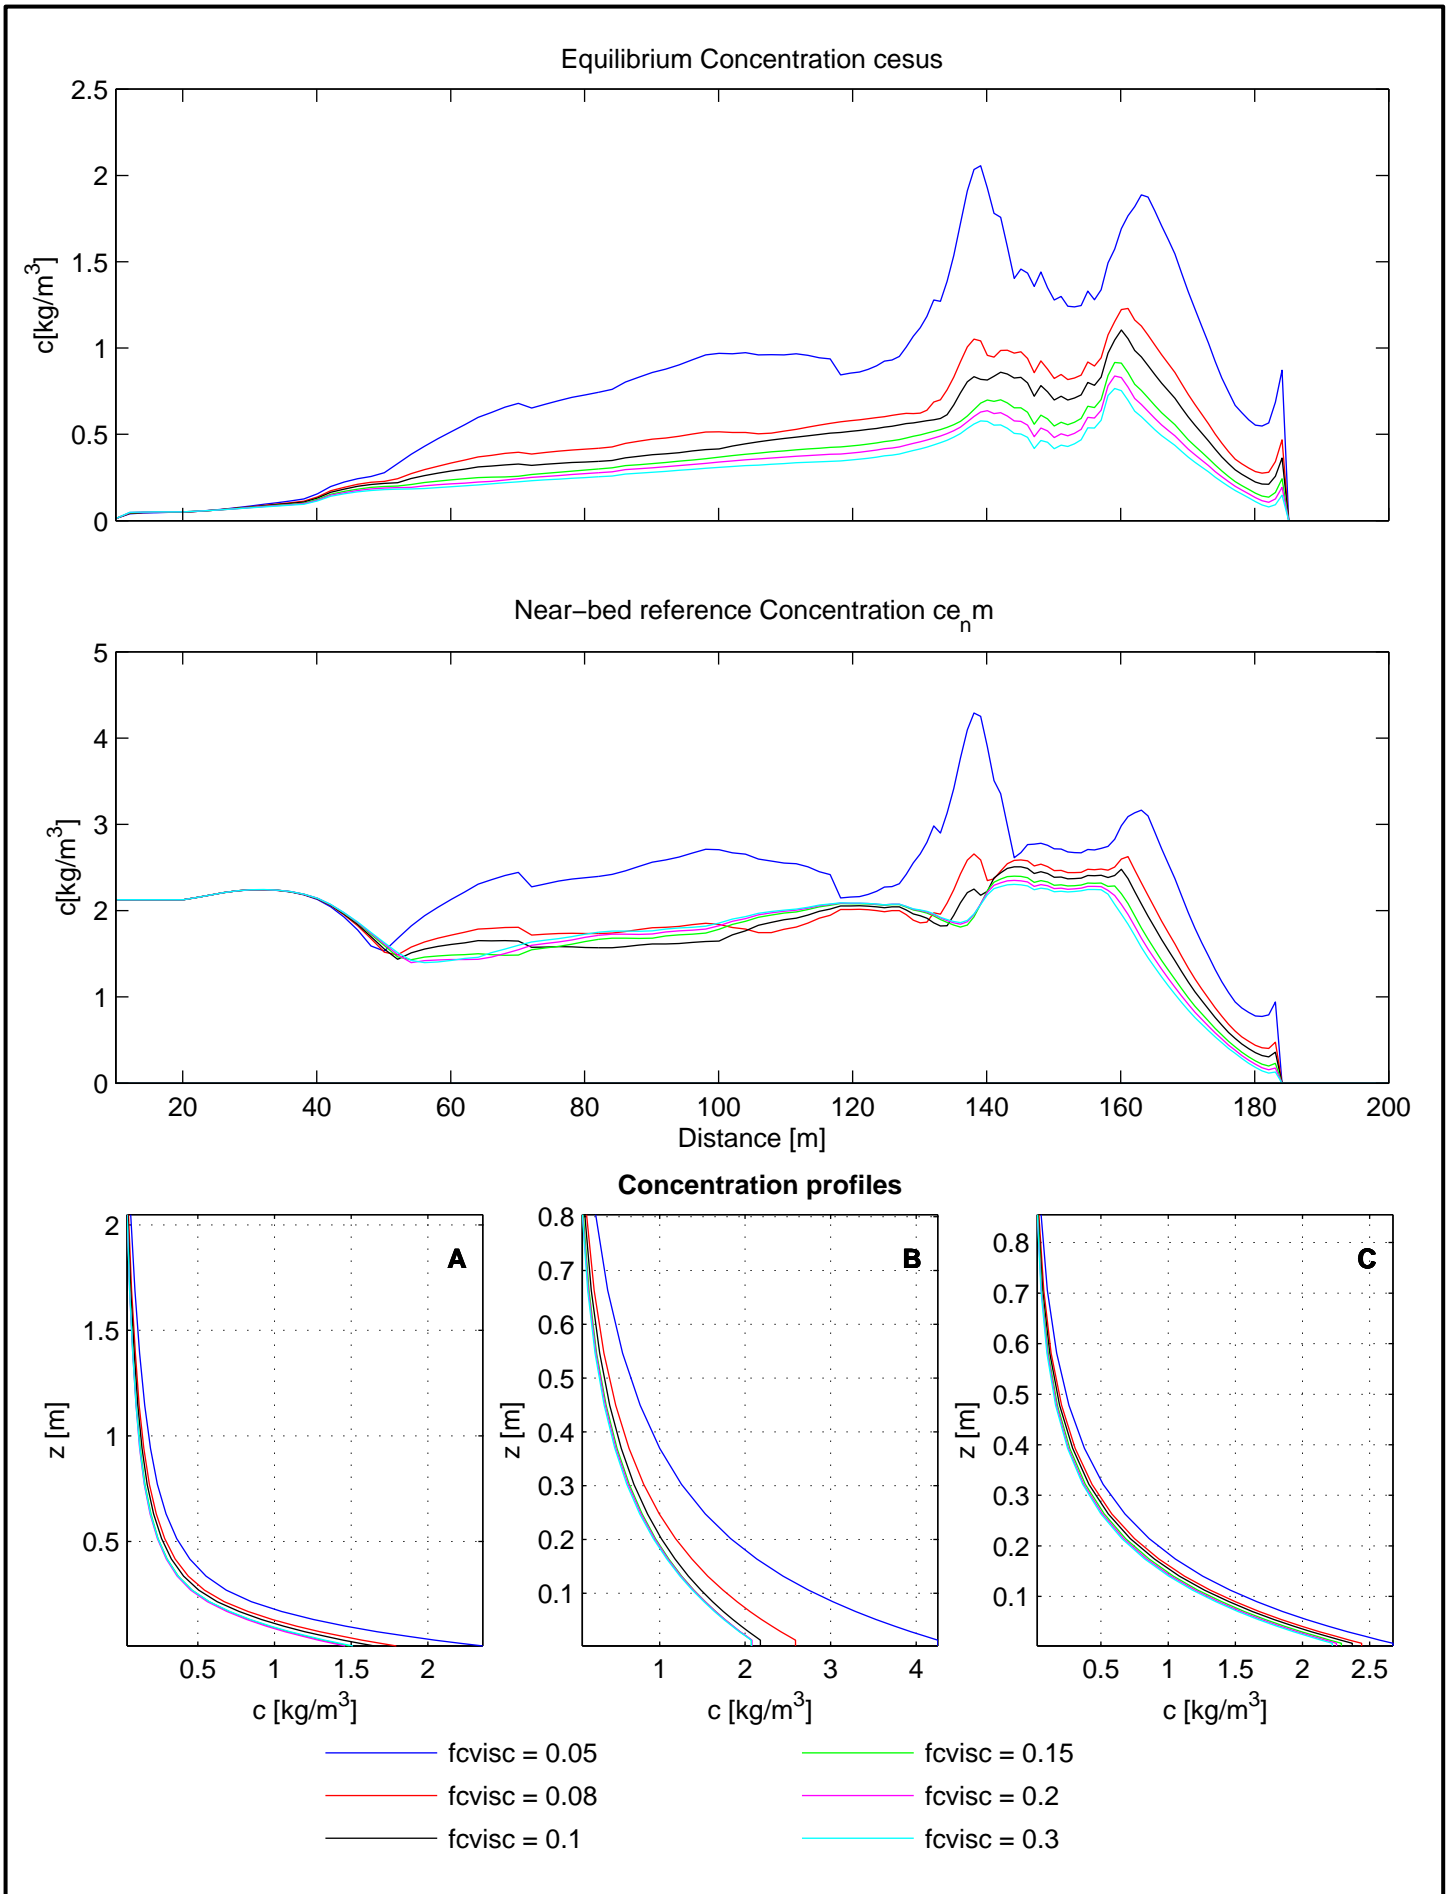 Equilibrium Concentration cesus
2.5
2
1.5
1
0.5
0
c[kg/m³]
Near−bed reference Concentration ceₙm
5
4
3
2
1
0
c[kg/m³]
20 40 60 80 100 120 140 160 180 200
Distance [m]
Concentration profiles
A
2
1.5
1
0.5
z [m]
0.5 1 1.5 2
c [kg/m³]
B
0.8
0.7
0.6
0.5
0.4
0.3
0.2
0.1
z [m]
1 2 3 4
c [kg/m³]
C
0.8
0.7
0.6
0.5
0.4
0.3
0.2
0.1
z [m]
0.5 1 1.5 2 2.5
c [kg/m³]
fcvisc = 0.05
fcvisc = 0.08
fcvisc = 0.1
fcvisc = 0.15
fcvisc = 0.2
fcvisc = 0.3